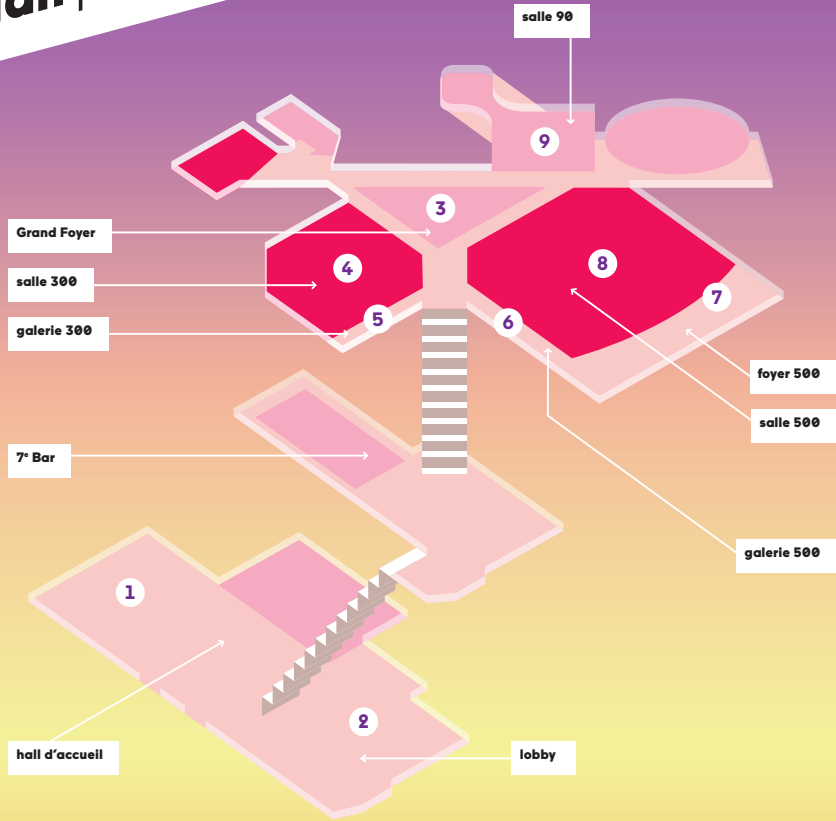 salle 90
9
3
Grand Foyer
4
8
salle 300
7
5
6
galerie 300
foyer 500
salle 500
7e Bar
galerie 500
1
2
hall d'accueil
lobby